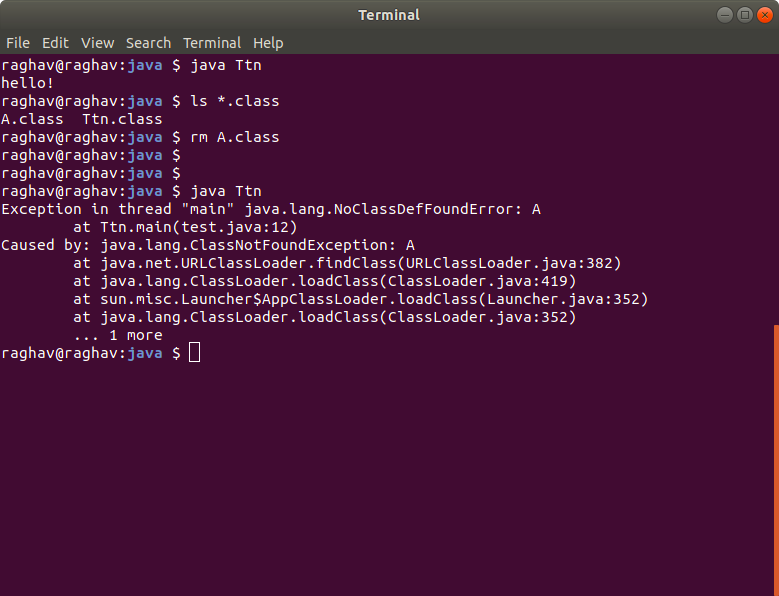 Terminal
File Edit View Search Terminal Help
raghav@raghav:java $ java Ttn
hello!
raghav@raghav:java $ ls *.class
A.class  Ttn.class
raghav@raghav:java $ rm A.class
raghav@raghav:java $
raghav@raghav:java $
raghav@raghav:java $ java Ttn
Exception in thread "main" java.lang.NoClassDefFoundError: A
        at Ttn.main(test.java:12)
Caused by: java.lang.ClassNotFoundException: A
        at java.net.URLClassLoader.findClass(URLClassLoader.java:382)
        at java.lang.ClassLoader.loadClass(ClassLoader.java:419)
        at sun.misc.Launcher$AppClassLoader.loadClass(Launcher.java:352)
        at java.lang.ClassLoader.loadClass(ClassLoader.java:352)
        ... 1 more
raghav@raghav:java $